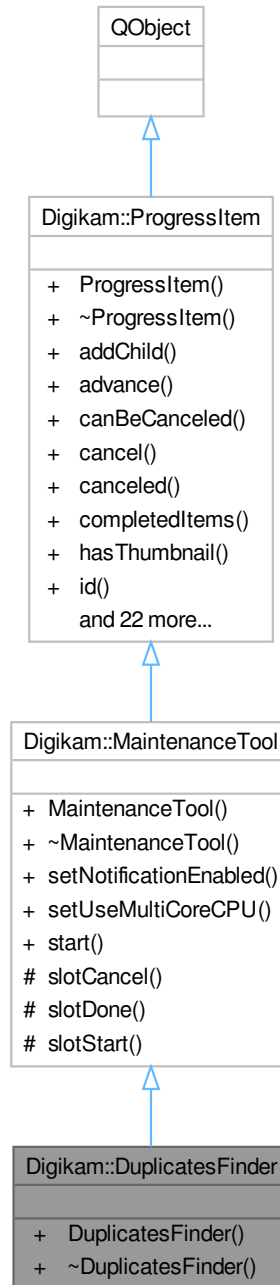 QObject
Digikam::ProgressItem
+ ProgressItem()
+ ~ProgressItem()
+ addChild()
+ advance()
+ canBeCanceled()
+ cancel()
+ canceled()
+ completedItems()
+ hasThumbnail()
+ id()
and 22 more...
Digikam::MaintenanceTool
+ MaintenanceTool()
+ ~MaintenanceTool()
+ setNotificationEnabled()
+ setUseMultiCoreCPU()
+ start()
# slotCancel()
# slotDone()
# slotStart()
Digikam::DuplicatesFinder
+ DuplicatesFinder()
+ ~DuplicatesFinder()